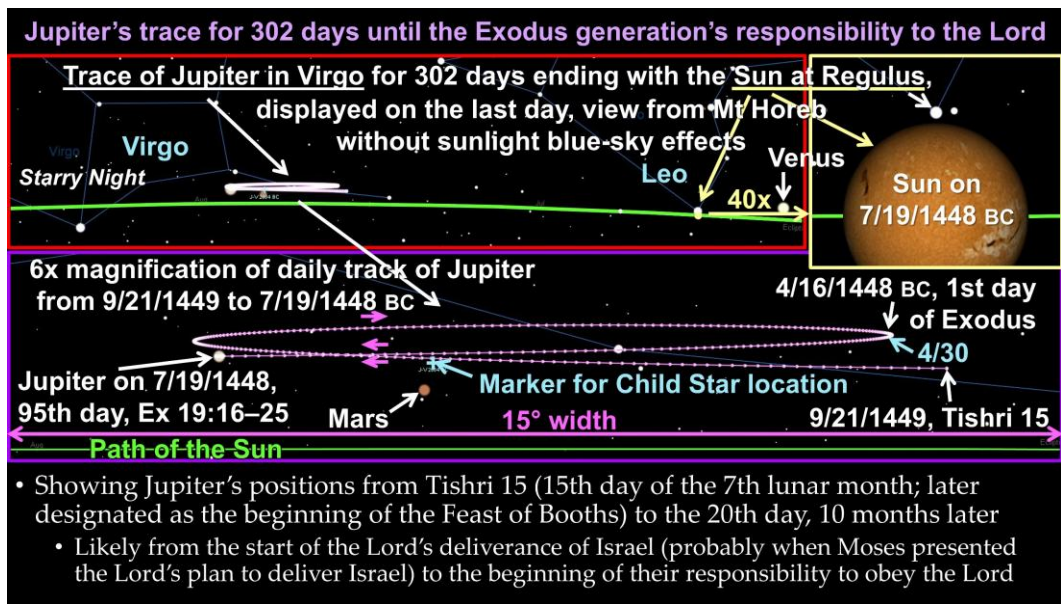 Jupiter's trace for 302 days until the Exodus generation's responsibility to the Lord
Trace of Jupiter in Virgo for 302 days ending with the Sun at Regulus,
displayed on the last day, view from Mt Horeb
without sunlight blue-sky effects
Virgo
Virgo
Starry Night
Leo
Venus
40x
Sun on
7/19/1448 BC
6x magnification of daily track of Jupiter
from 9/21/1449 to 7/19/1448 BC
4/16/1448 BC, 1st day
of Exodus
4/30
Jupiter on 7/19/1448,
95th day, Ex 19:16–25
Marker for Child Star location
Mars
15° width
9/21/1449, Tishri 15
Path of the Sun
• Showing Jupiter's positions from Tishri 15 (15th day of the 7th lunar month; later
designated as the beginning of the Feast of Booths) to the 20th day, 10 months later
• Likely from the start of the Lord's deliverance of Israel (probably when Moses presented
the Lord's plan to deliver Israel) to the beginning of their responsibility to obey the Lord